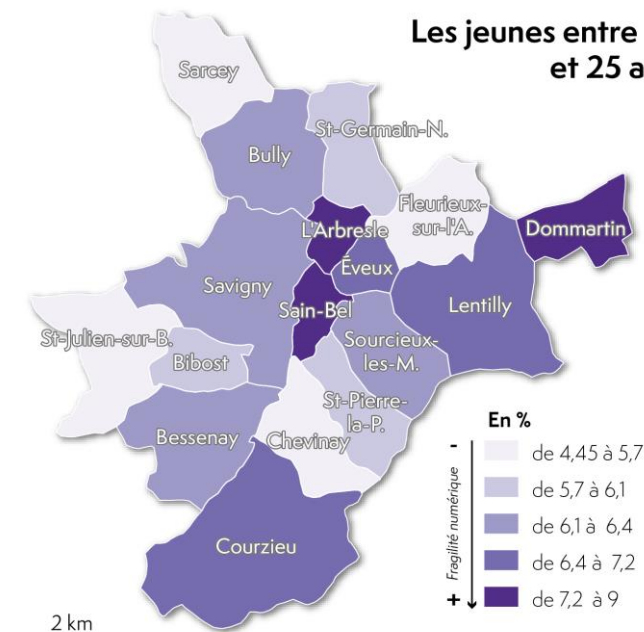 Les jeunes entre
et 25 a
Sarcey
St-Germain-N.
Bully
Fleurieux-
sur-l'A.
L'Arbresle
Dommartin
Éveux
Savigny
Lentilly
Sain-Bel
St-Julien-sur-B.
Sourcieux-
les-M.
Bibost
St-Pierre-
la-P.
Bessenay
Chevinay
Courzieu
En %
-
Fragilité numérique
+
de 4,45 à 5,7
de 5,7 à 6,1
de 6,1 à 6,4
de 6,4 à 7,2
de 7,2 à 9
2 km